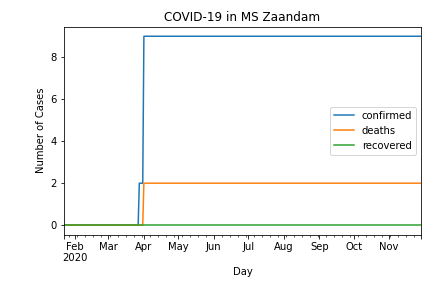 COVID-19 in MS Zaandam
Number of Cases
8
6
4
2
0
confirmed
deaths
recovered
Feb Mar Apr May Jun Jul Aug Sep Oct Nov
2020
Day